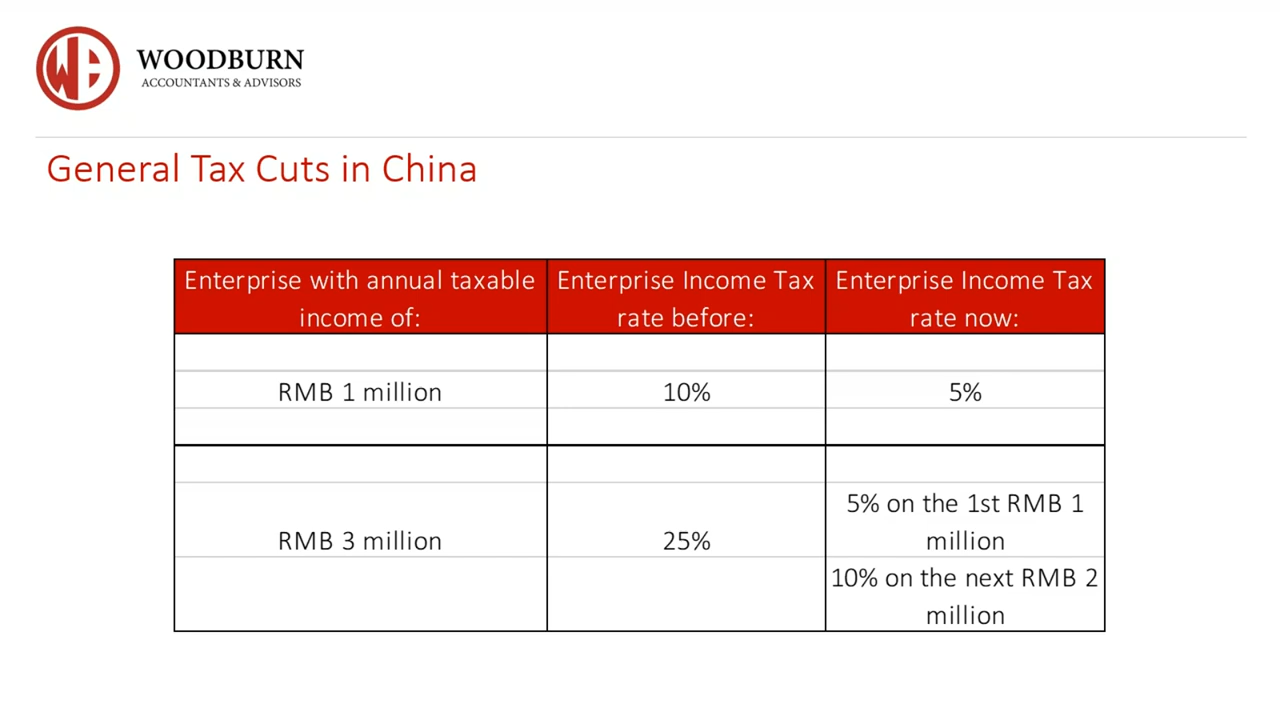 WOODBURN
ACCOUNTANTS & ADVISORS
General Tax Cuts in China
Enterprise with annual taxable
income of:
Enterprise Income Tax
rate before:
Enterprise Income Tax
rate now:
RMB 1 million
10%
5%
RMB 3 million
25%
5% on the 1st RMB 1
million
10% on the next RMB 2
million